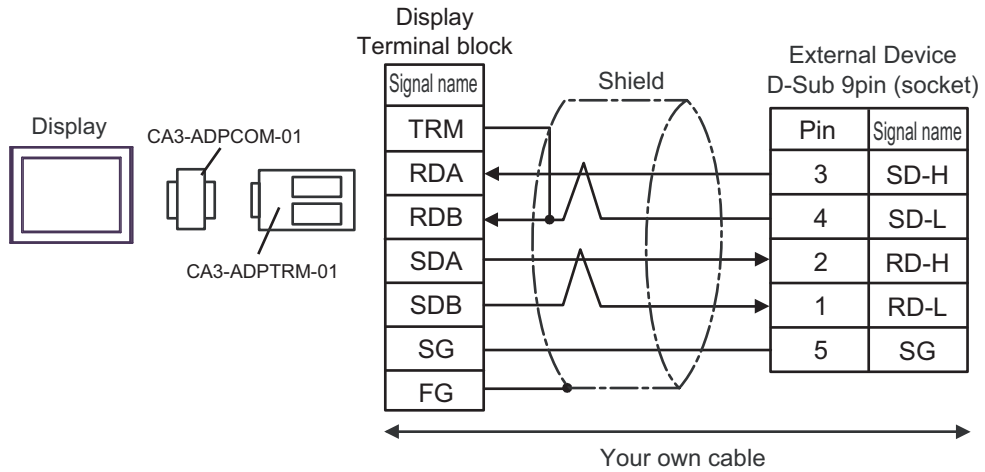 Display
Terminal block
External Device
D-Sub 9pin (socket)
Display
CA3-ADPCOM-01
CA3-ADPTRM-01
Shield
Signal name
TRM
RDA
RDB
SDA
SDB
SG
FG
Pin Signal name
3 SD-H
4 SD-L
2 RD-H
1 RD-L
5 SG
Your own cable